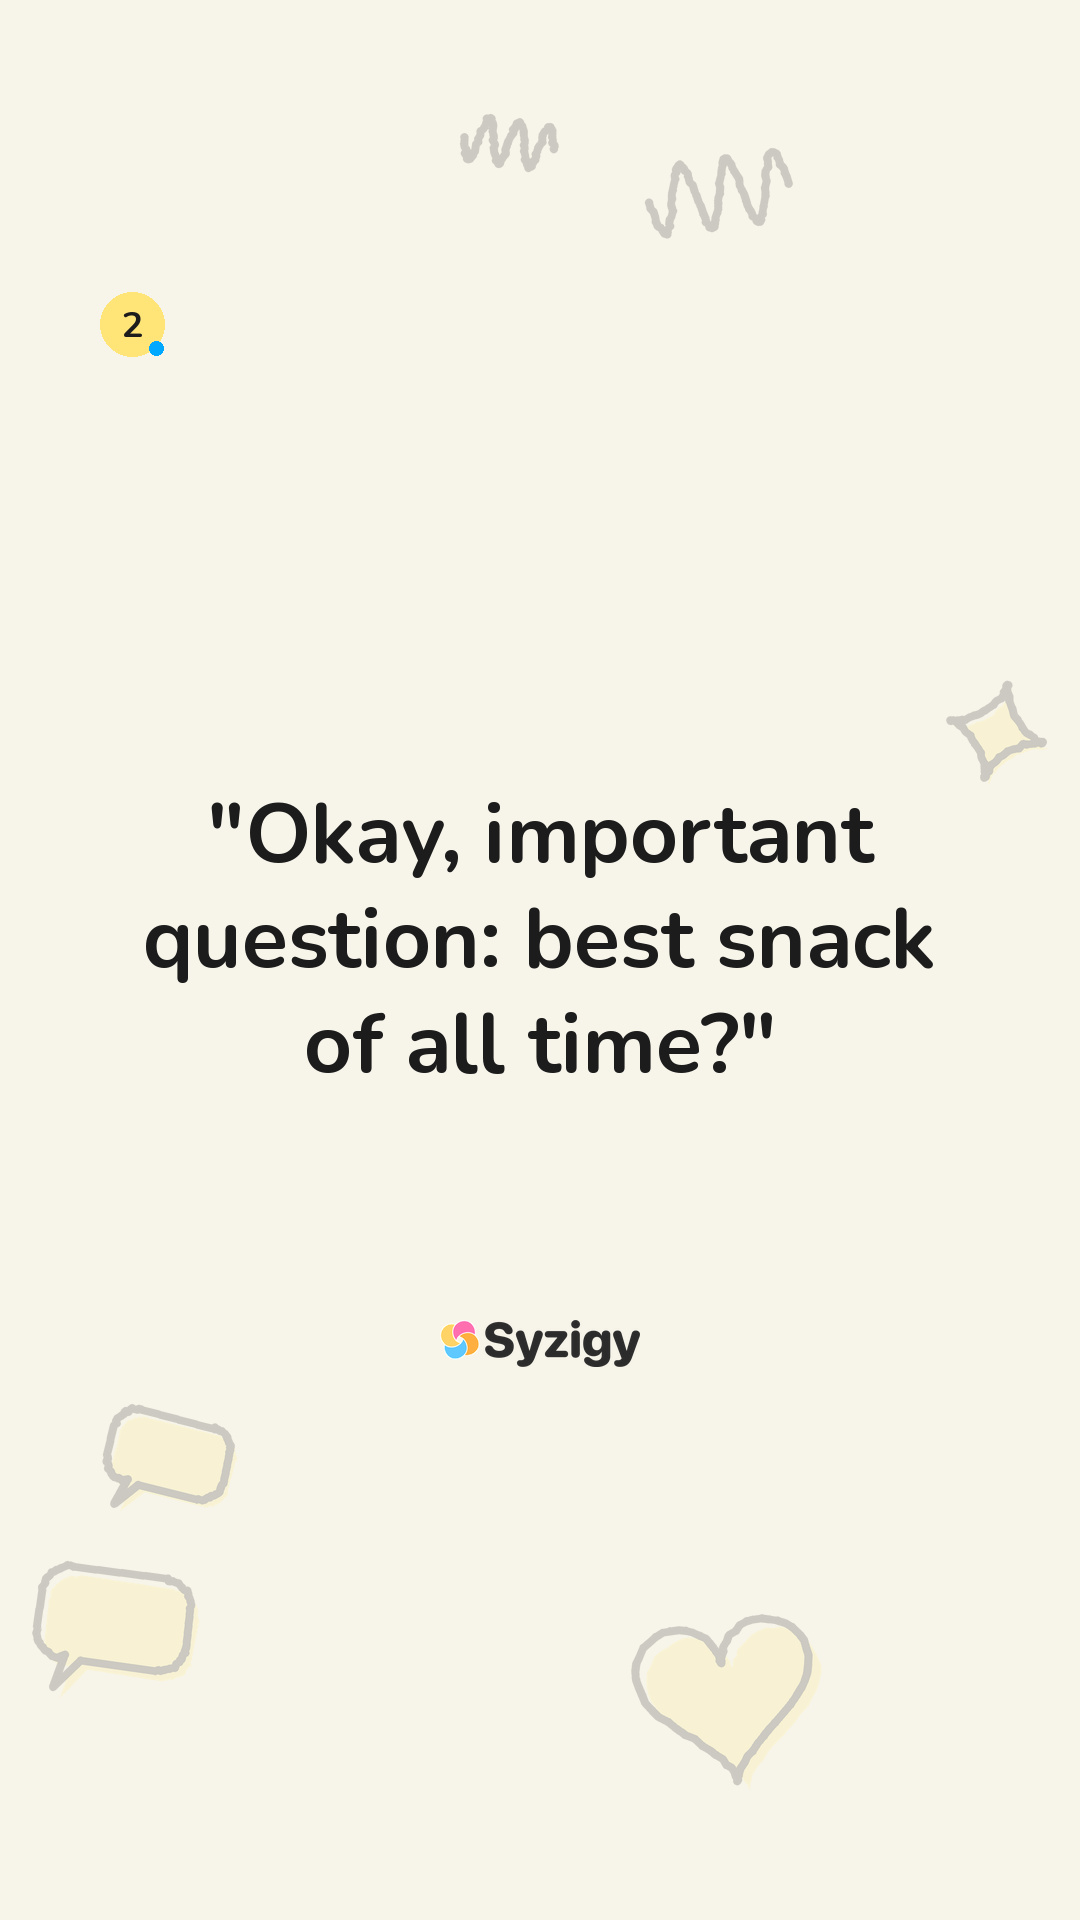 2
"Okay, important
question: best snack
of all time?"
Syzigy